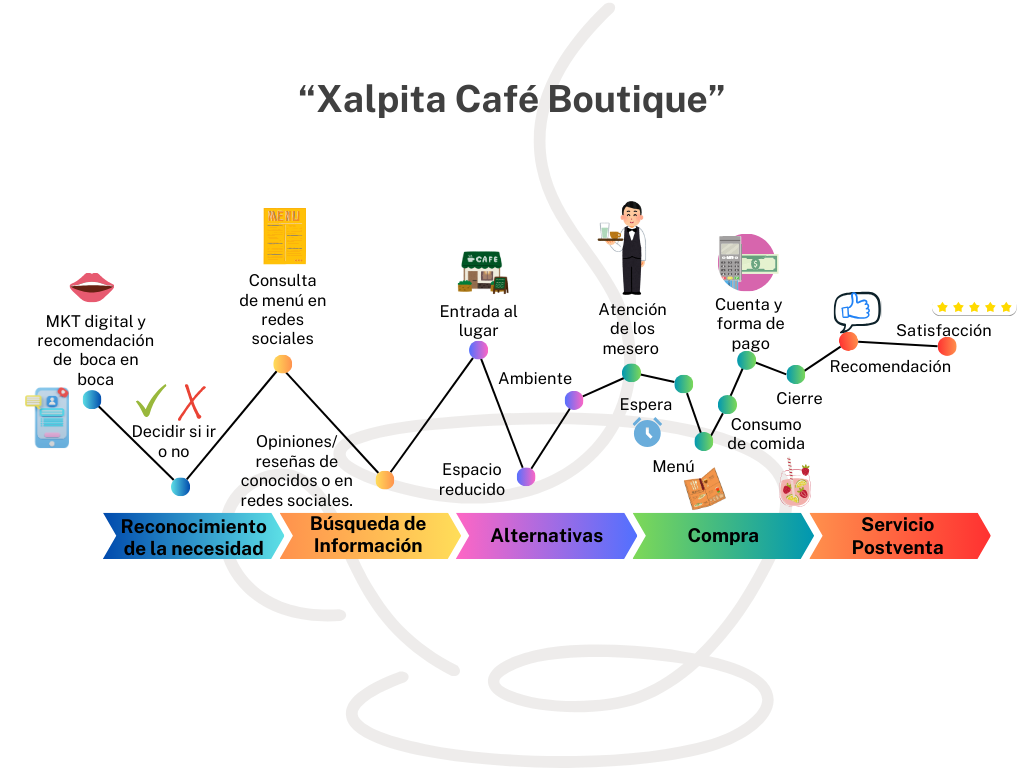 “Xalpita Café Boutique”
MENU
Consulta
de menú en
redes
sociales
MKT digital y
recomendación
de boca en
boca
Decidir si ir
o no
Opiniones/
reseñas de
conocidos o en
redes sociales.
CAFE
Entrada al
lugar
Ambiente
Espacio
reducido
Atención
de los
mesero
Espera
Menú
Cuenta y
forma de
pago
Consumo
de comida
Cierre
Recomendación
Satisfacción
Reconocimiento
de la necesidad
Búsqueda de
Información
Alternativas
Compra
Servicio
Postventa